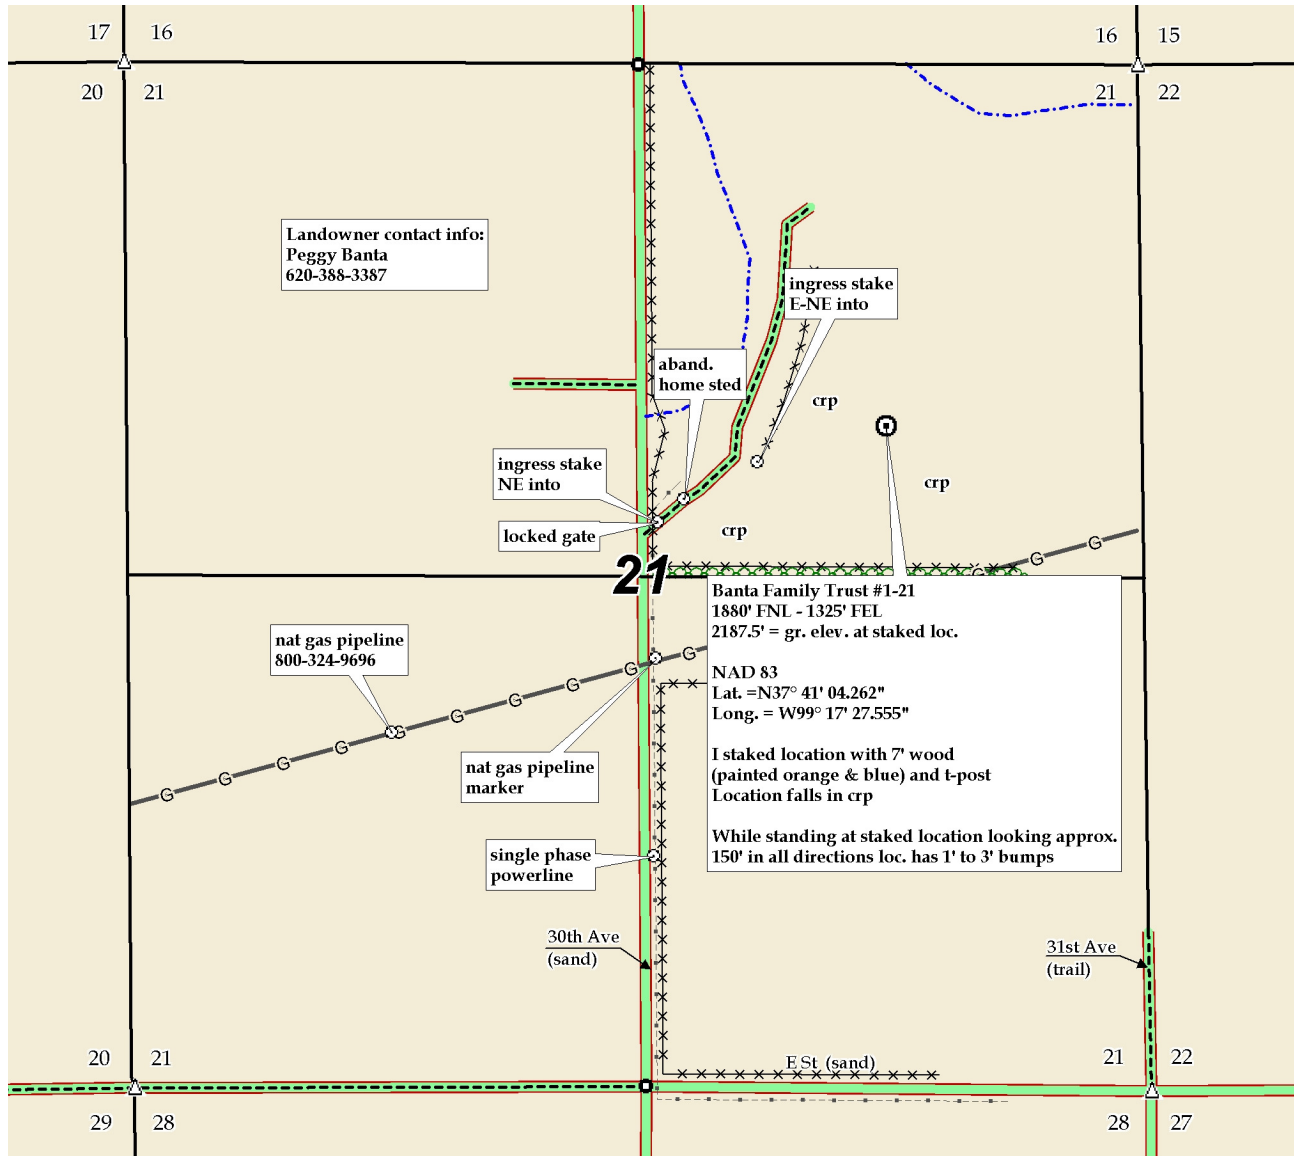 17 16
16 15
20 21
21 22
Landowner contact info:
Peggy Banta
620-388-3387
ingress stake
E-NE into
aband.
home sted
crp
ingress stake
NE into
crp
locked gate
crp
G
G
G
21
Banta Family Trust #1-21
1880' FNL - 1325' FEL
2187.5' = gr. elev. at staked loc.
NAD 83
Lat. =N37° 41' 04.262"
Long. = W99° 17' 27.555"
I staked location with 7' wood
(painted orange & blue) and t-post
Location falls in crp
While standing at staked location looking approx.
150' in all directions loc. has 1' to 3' bumps
nat gas pipeline
800-324-9696
G
G
G
G
G
G
G
G
G
G
nat gas pipeline
marker
single phase
powerline
30th Ave
(sand)
31st Ave
(trail)
E St (sand)
20 21
21 22
29 28
28 27